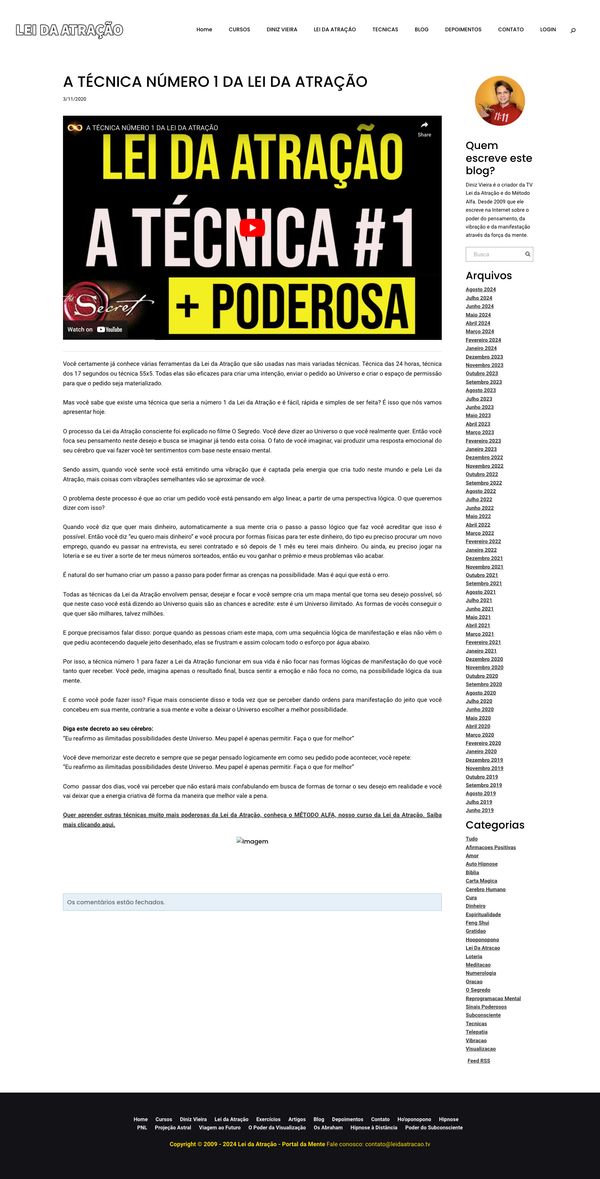 LEI DA ATRAÇÃO
Home CURSOS DINIZ VIEIRA LEI DA ATRAÇÃO TECNICAS BLOG DEPOIMENTOS CONTATO LOGIN
A TÉCNICA NÚMERO 1 DA LEI DA ATRAÇÃO
3/11/2020
A TÉCNICA NÚMERO 1 DA LEI DA ATRAÇÃO
Share
LEI DA ATRAÇÃO
A TÉCNICA #1
+ PODEROSA
The Secret
Watch on YouTube
Você certamente já conhece várias ferramentas da Lei da Atração que são usadas nas mais variadas técnicas. Técnica das 24 horas, técnica
dos 17 segundos ou técnica 55x5. Todas elas são eficazes para criar uma intenção, enviar o pedido ao Universo e criar o espaço de permissão
para que o pedido seja materializado.
Mas você sabe que existe uma técnica que seria a número 1 da Lei da Atração e é fácil, rápida e simples de ser feita? É isso que nós vamos
apresentar hoje.
O processo da Lei da Atração consciente foi explicado no filme O Segredo. Você deve dizer ao Universo o que você realmente quer. Então você
foca seu pensamento neste desejo e busca se imaginar já tendo esta coisa. O fato de você imaginar, vai produzir uma resposta emocional do
seu cérebro que vai fazer você ter sentimentos com base neste ensaio mental.
Sendo assim, quando você sente você está emitindo uma vibração que é captada pela energia que cria tudo neste mundo e pela Lei da
Atração, mais coisas com vibrações semelhantes vão se aproximar de você.
O problema deste processo é que ao criar um pedido você está pensando em algo linear, a partir de uma perspectiva lógica. O que queremos
dizer com isso?
Quando você diz que quer mais dinheiro, automaticamente a sua mente cria o passo a passo lógico que faz você acreditar que isso é
possível. Então você diz "eu quero mais dinheiro" e você procura por formas físicas para ter este dinheiro, do tipo eu preciso procurar um novo
emprego, quando eu passar na entrevista, eu serei contratado e só depois de 1 mês eu terei mais dinheiro. Ou ainda, eu preciso jogar na
loteria e se eu tiver a sorte de ter meus números sorteados, então eu vou ganhar o prêmio e meus problemas vão acabar.
É natural do ser humano criar um passo a passo para poder firmar as crenças na possibilidade. Mas é aqui que está o erro.
Todas as técnicas da Lei da Atração envolvem pensar, desejar e focar e você sempre cria um mapa mental que torna seu desejo possível, só
que neste caso você está dizendo ao Universo quais são as chances e acredite: este é um Universo ilimitado. As formas de vocês conseguir o
que quer são milhares, talvez milhões.
E porque precisamos falar disso: porque quando as pessoas criam este mapa, com uma sequência lógica de manifestação e elas não vêm o
que pediu acontecendo daquele jeito desenhado, elas se frustram e assim colocam todo o esforço por água abaixo.
Por isso, a técnica número 1 para fazer a Lei da Atração funcionar em sua vida é não focar nas formas lógicas de manifestação do que você
tanto quer receber. Você pede, imagina apenas o resultado final, busca sentir a emoção e não foca no como, na possibilidade lógica da sua
mente.
E como você pode fazer isso? Fique mais consciente disso e toda vez que se perceber dando ordens para manifestação do jeito que você
concebeu em sua mente, contrarie a sua mente e volte a deixar o Universo escolher a melhor possibilidade.
Diga este decreto ao seu cérebro:
"Eu reafirmo as ilimitadas possibilidades deste Universo. Meu papel é apenas permitir. Faça o que for melhor"
Você deve memorizar este decreto e sempre que se pegar pensado logicamente em como seu pedido pode acontecer, você repete:
"Eu reafirmo as ilimitadas possibilidades deste Universo. Meu papel é apenas permitir. Faça o que for melhor"
Como passar dos dias, você vai perceber que não estará mais confabulando em busca de formas de tornar o seu desejo em realidade e você
vai deixar que a energia criativa dê forma da maneira que melhor vale a pena.
Quer aprender outras técnicas muito mais poderosas da Lei da Atração, conheça o MÉTODO ALFA, nosso curso da Lei da Atração. Saiba
mais clicando aqui.
Imagem
Os comentários estão fechados.
11:11
Quem
escreve este
blog?
Diniz Vieira é o criador da TV
Lei da Atração e do Método
Alfa. Desde 2009 que ele
escreve na Internet sobre o
poder do pensamento, da
vibração e da manifestação
através da força da mente.
Busca
Arquivos
Agosto 2024
Julho 2024
Junho 2024
Maio 2024
Abril 2024
Março 2024
Fevereiro 2024
Janeiro 2024
Dezembro 2023
Novembro 2023
Outubro 2023
Setembro 2023
Agosto 2023
Julho 2023
Junho 2023
Maio 2023
Abril 2023
Março 2023
Fevereiro 2023
Janeiro 2023
Dezembro 2022
Novembro 2022
Outubro 2022
Setembro 2022
Agosto 2022
Julho 2022
Junho 2022
Maio 2022
Abril 2022
Março 2022
Fevereiro 2022
Janeiro 2022
Dezembro 2021
Novembro 2021
Outubro 2021
Setembro 2021
Agosto 2021
Julho 2021
Junho 2021
Maio 2021
Abril 2021
Março 2021
Fevereiro 2021
Janeiro 2021
Dezembro 2020
Novembro 2020
Outubro 2020
Setembro 2020
Agosto 2020
Julho 2020
Junho 2020
Maio 2020
Abril 2020
Março 2020
Fevereiro 2020
Janeiro 2020
Dezembro 2019
Novembro 2019
Outubro 2019
Setembro 2019
Agosto 2019
Julho 2019
Junho 2019
Categorias
Tudo
Afirmacoes Positivas
Amor
Auto Hipnose
Biblia
Carta Magica
Cerebro Humano
Cura
Dinheiro
Espiritualidade
Feng Shui
Gratidao
Hooponopono
Lei Da Atracao
Loteria
Meditacao
Numerologia
Oracao
O Segredo
Reprogramacao Mental
Sinais Poderosos
Subconsciente
Tecnicas
Telepatia
Vibracao
Visualizacao
Feed RSS
Home Cursos Diniz Vieira Lei da Atração Exercícios Artigos Blog Depoimentos Contato Ho'oponopono Hipnose
PNL Projeção Astral Viagem ao Futuro O Poder da Visualização Os Abraham Hipnose à Distância Poder do Subconsciente
Copyright © 2009 - 2024 Lei da Atração - Portal da Mente Fale conosco: contato@leidaatracao.tv